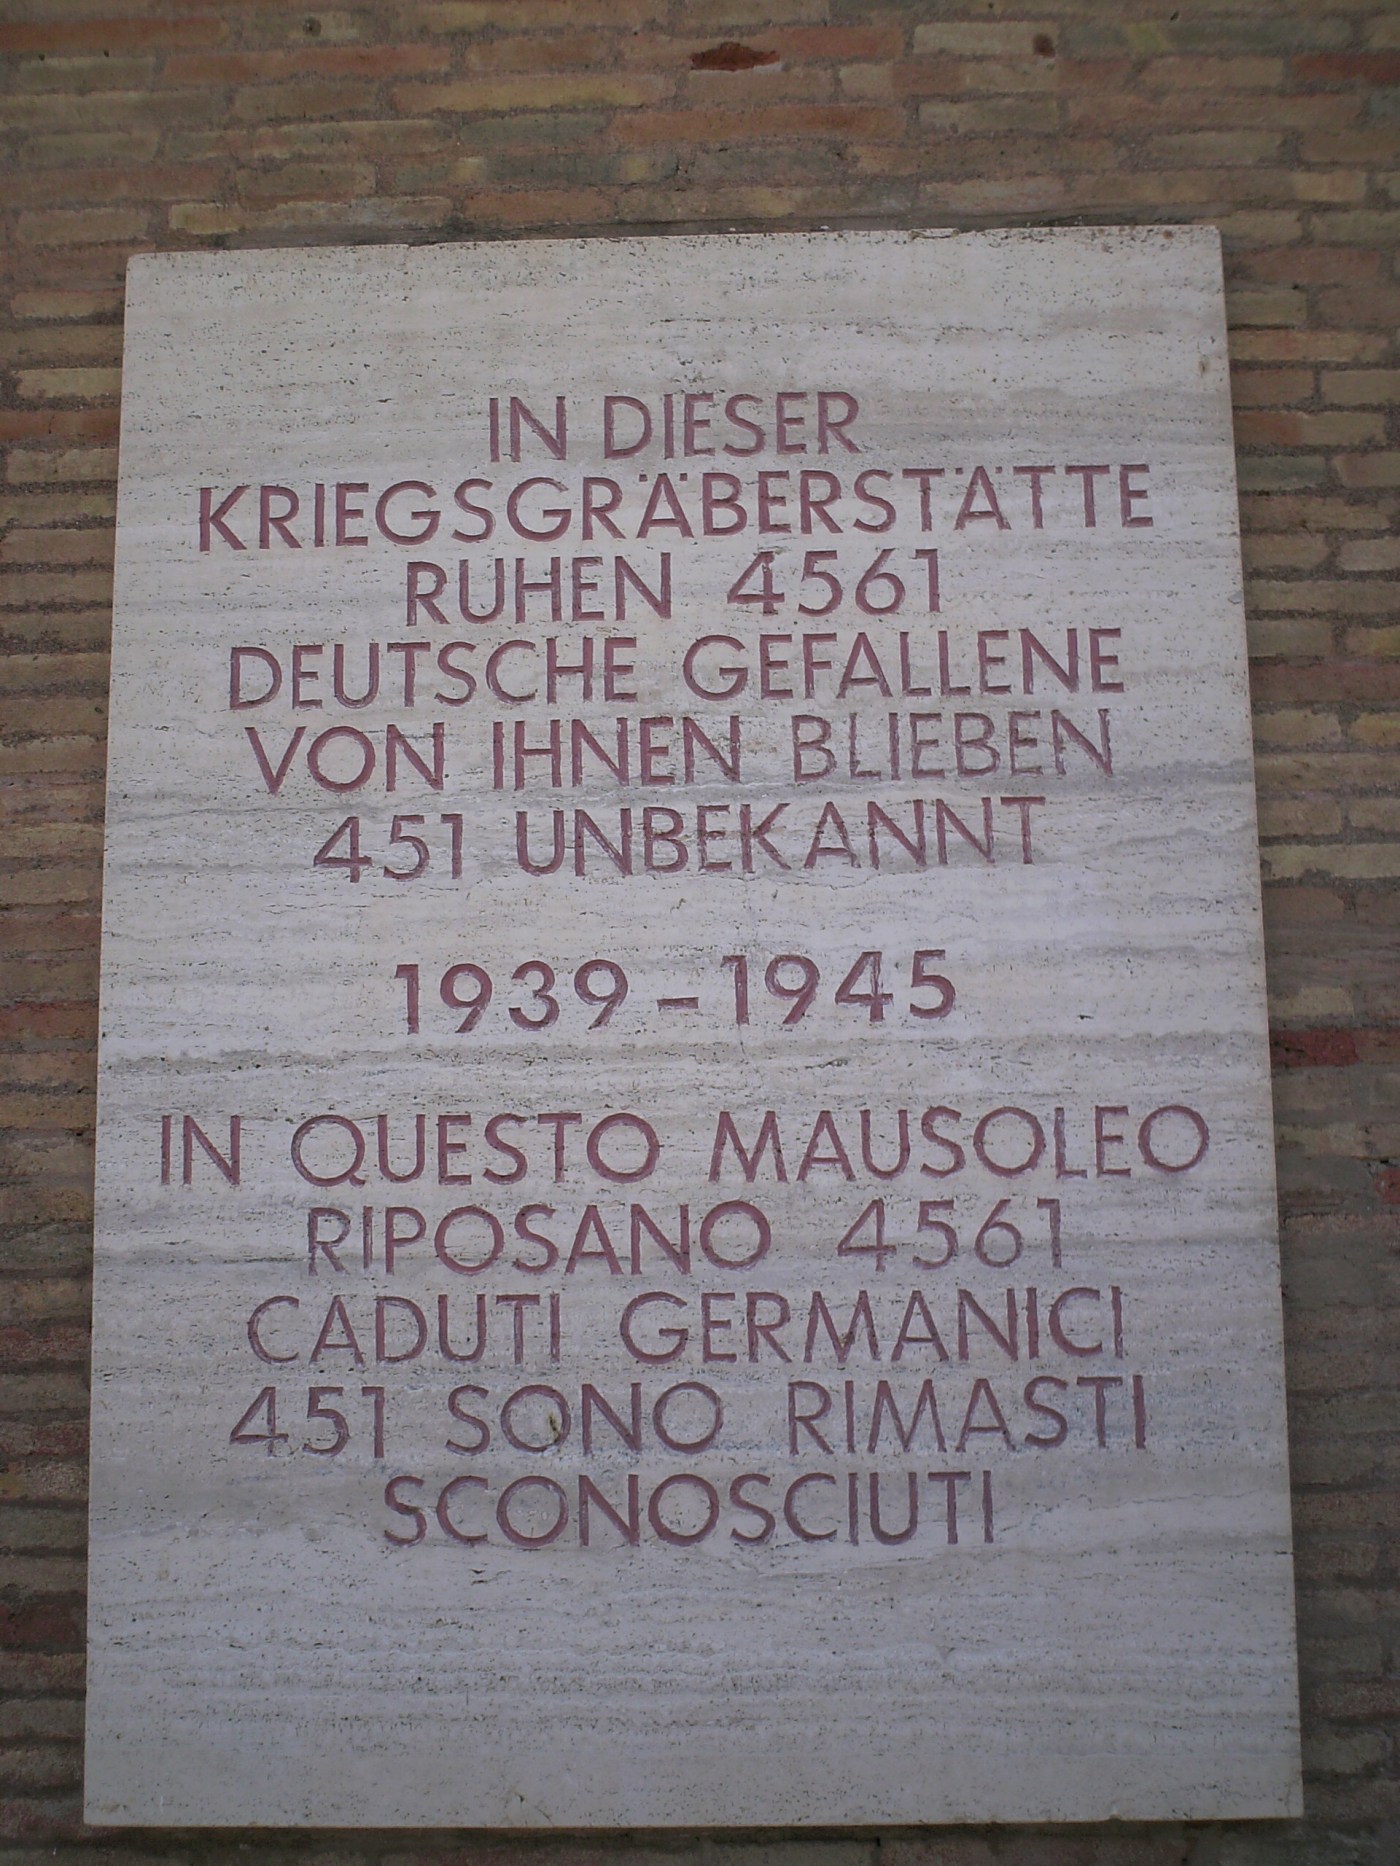 IN DIESER
KRIEGSGRÄBERSTÄTTE
RUHEN 4561
DEUTSCHE GEFALLENE
VON IHNEN BLIEBEN
451 UNBEKANNT
1939-1945
IN QUESTO MAUSOLEO
RIPOSANO 4561
CADUTI GERMANICI
451 SONO RIMASTI
SCONOSCIUTI